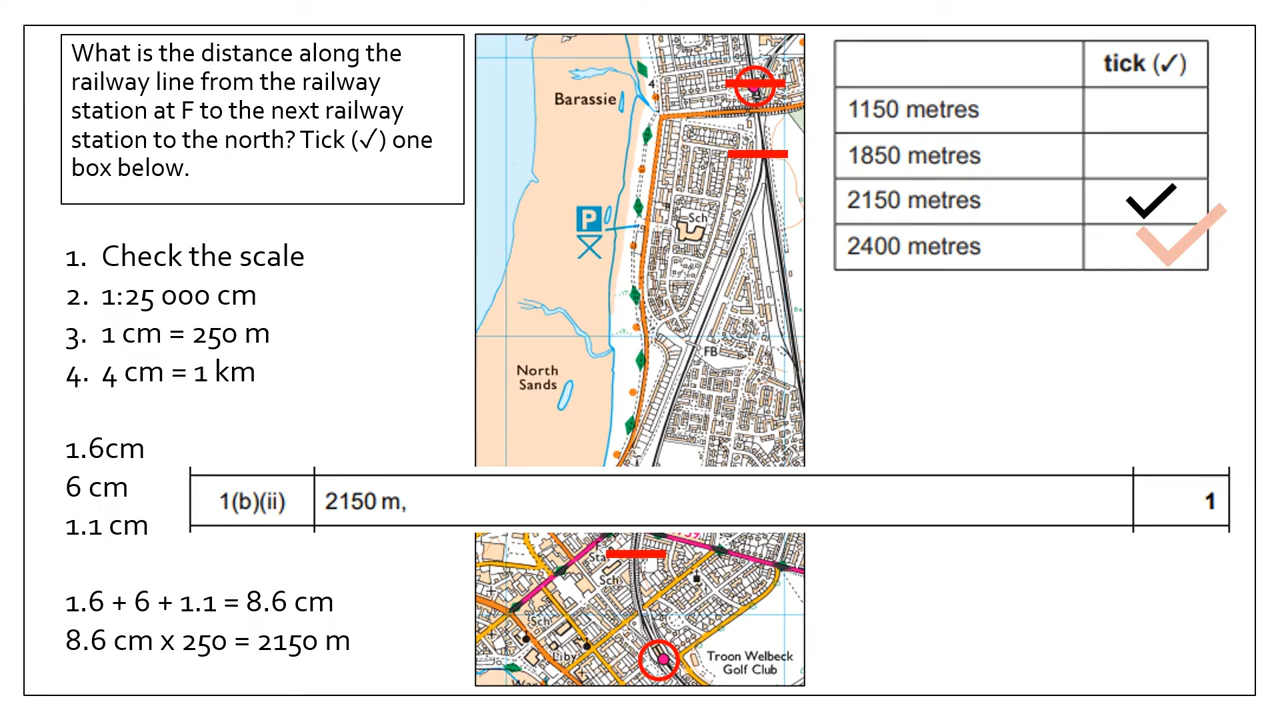 What is the distance along the
railway line from the railway
station at F to the next railway
station to the north? Tick (✓) one
box below.
1. Check the scale
2. 1:25 000 cm
3. 1 cm = 250 m
4. 4 cm = 1 km
1.6cm
6 cm
1.1 cm
1.6 + 6 + 1.1 = 8.6 cm
8.6 cm x 250 = 2150 m
4
Barassie
P
Sch
FB
North
Sands
1(b)(ii) 2150 m, 1
Sta
Sch
Sch
Liby
Troon Welbeck
Golf Club
tick (✓)
1150 metres
1850 metres
2150 metres
2400 metres